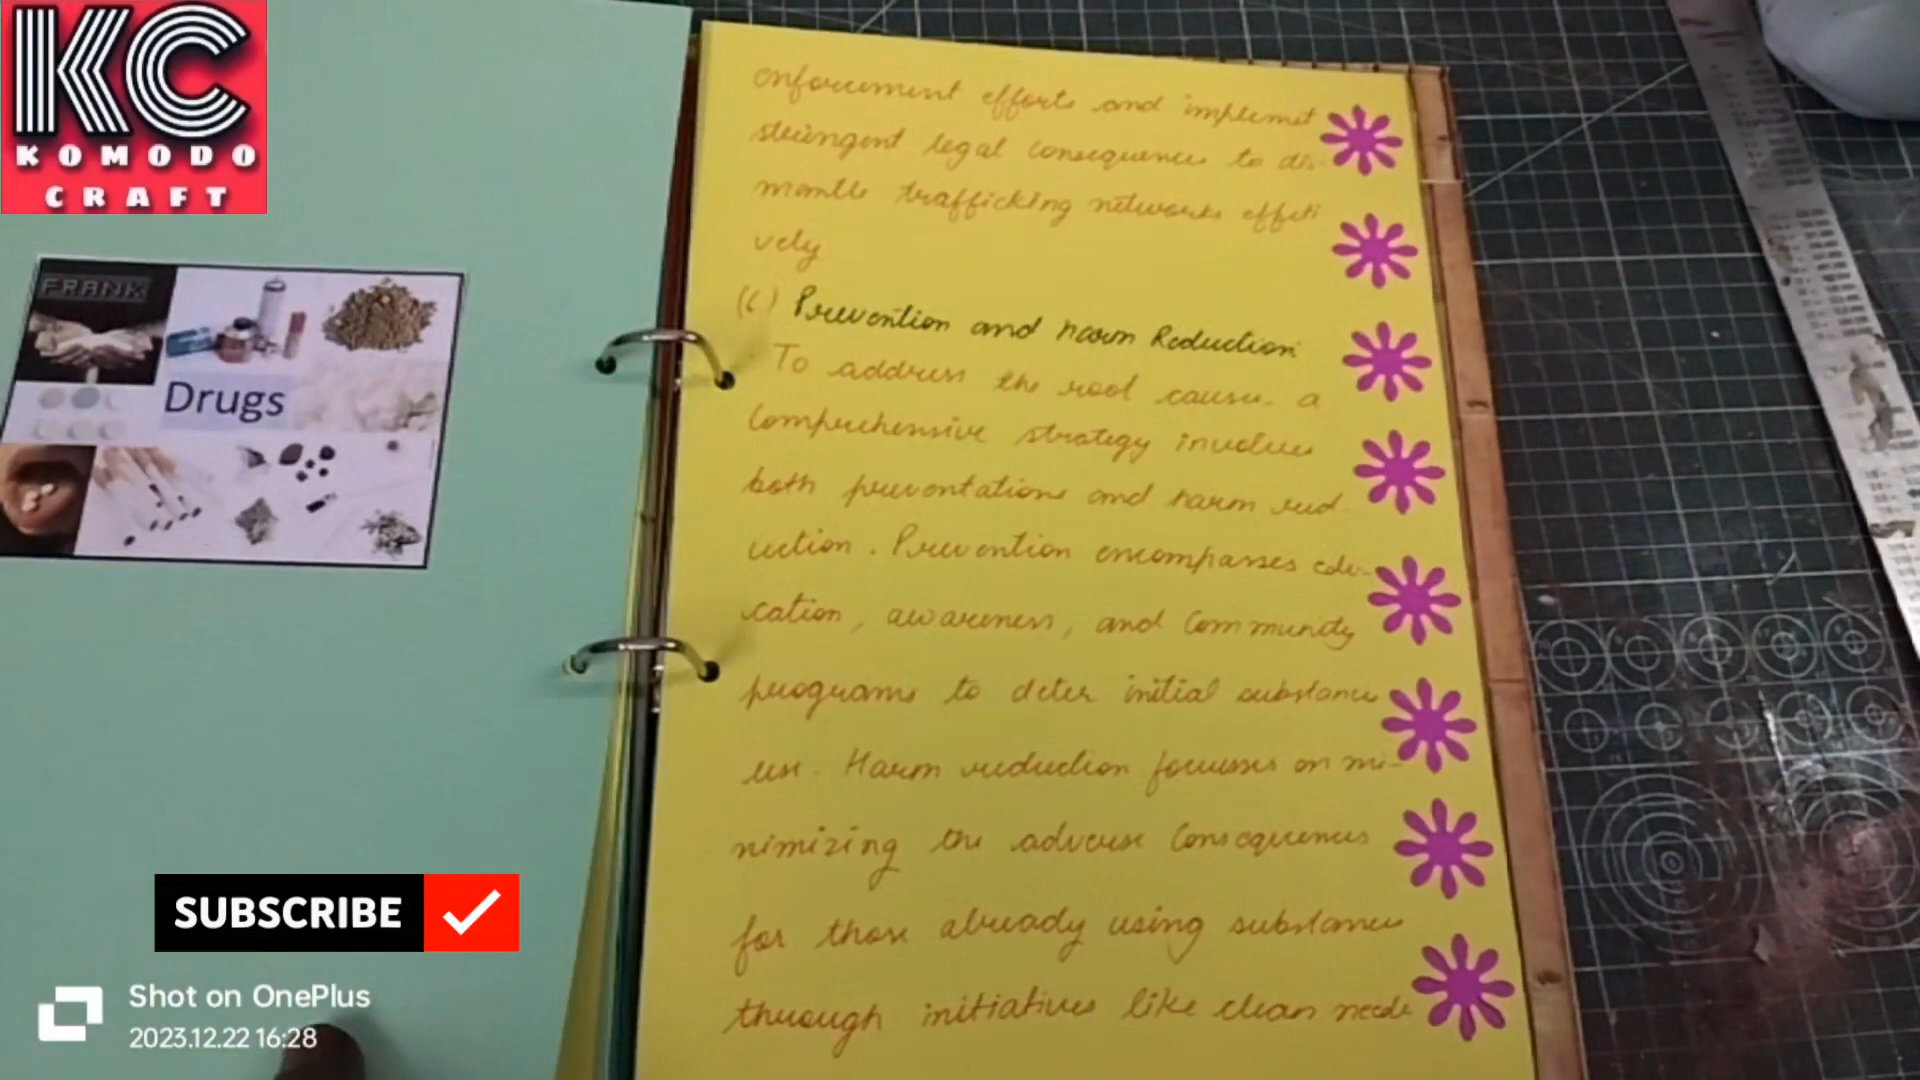 KC
KOMODO
CRAFT
FRANK
Drugs
enforcement efforts and implemet
stringent legal consequences to dis-
mantle trafficking networks effecti
vely
(C) Prevention and harm Reduction
To address the root causes. a
comprehensive strategy involves
both preventations and harm red
uction. Prevention encompasses edu-
cation, awareness, and Community
programs to deter initial substance
use. Harm reduction focusses on mi-
nimizing the adverse Consequences
for those already using substances
through initiatives like clean needle
SUBSCRIBE
Shot on OnePlus
2023.12.22 16:28